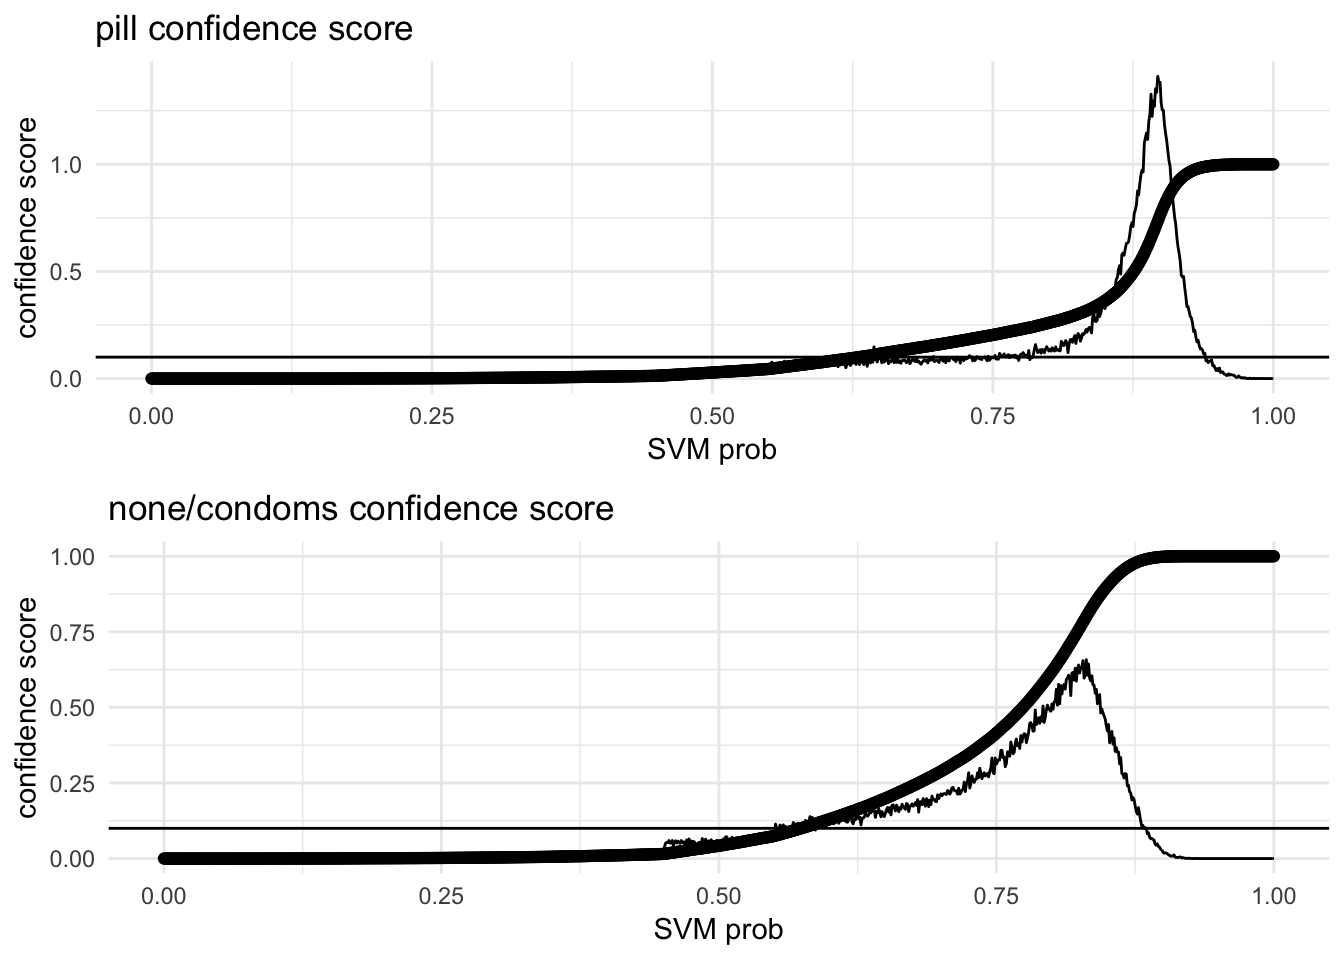 pill confidence score
confidence score
1.0
0.5
0.0
0.00 0.25 0.50 0.75 1.00
SVM prob
none/condoms confidence score
confidence score
1.00
0.75
0.50
0.25
0.00
0.00 0.25 0.50 0.75 1.00
SVM prob